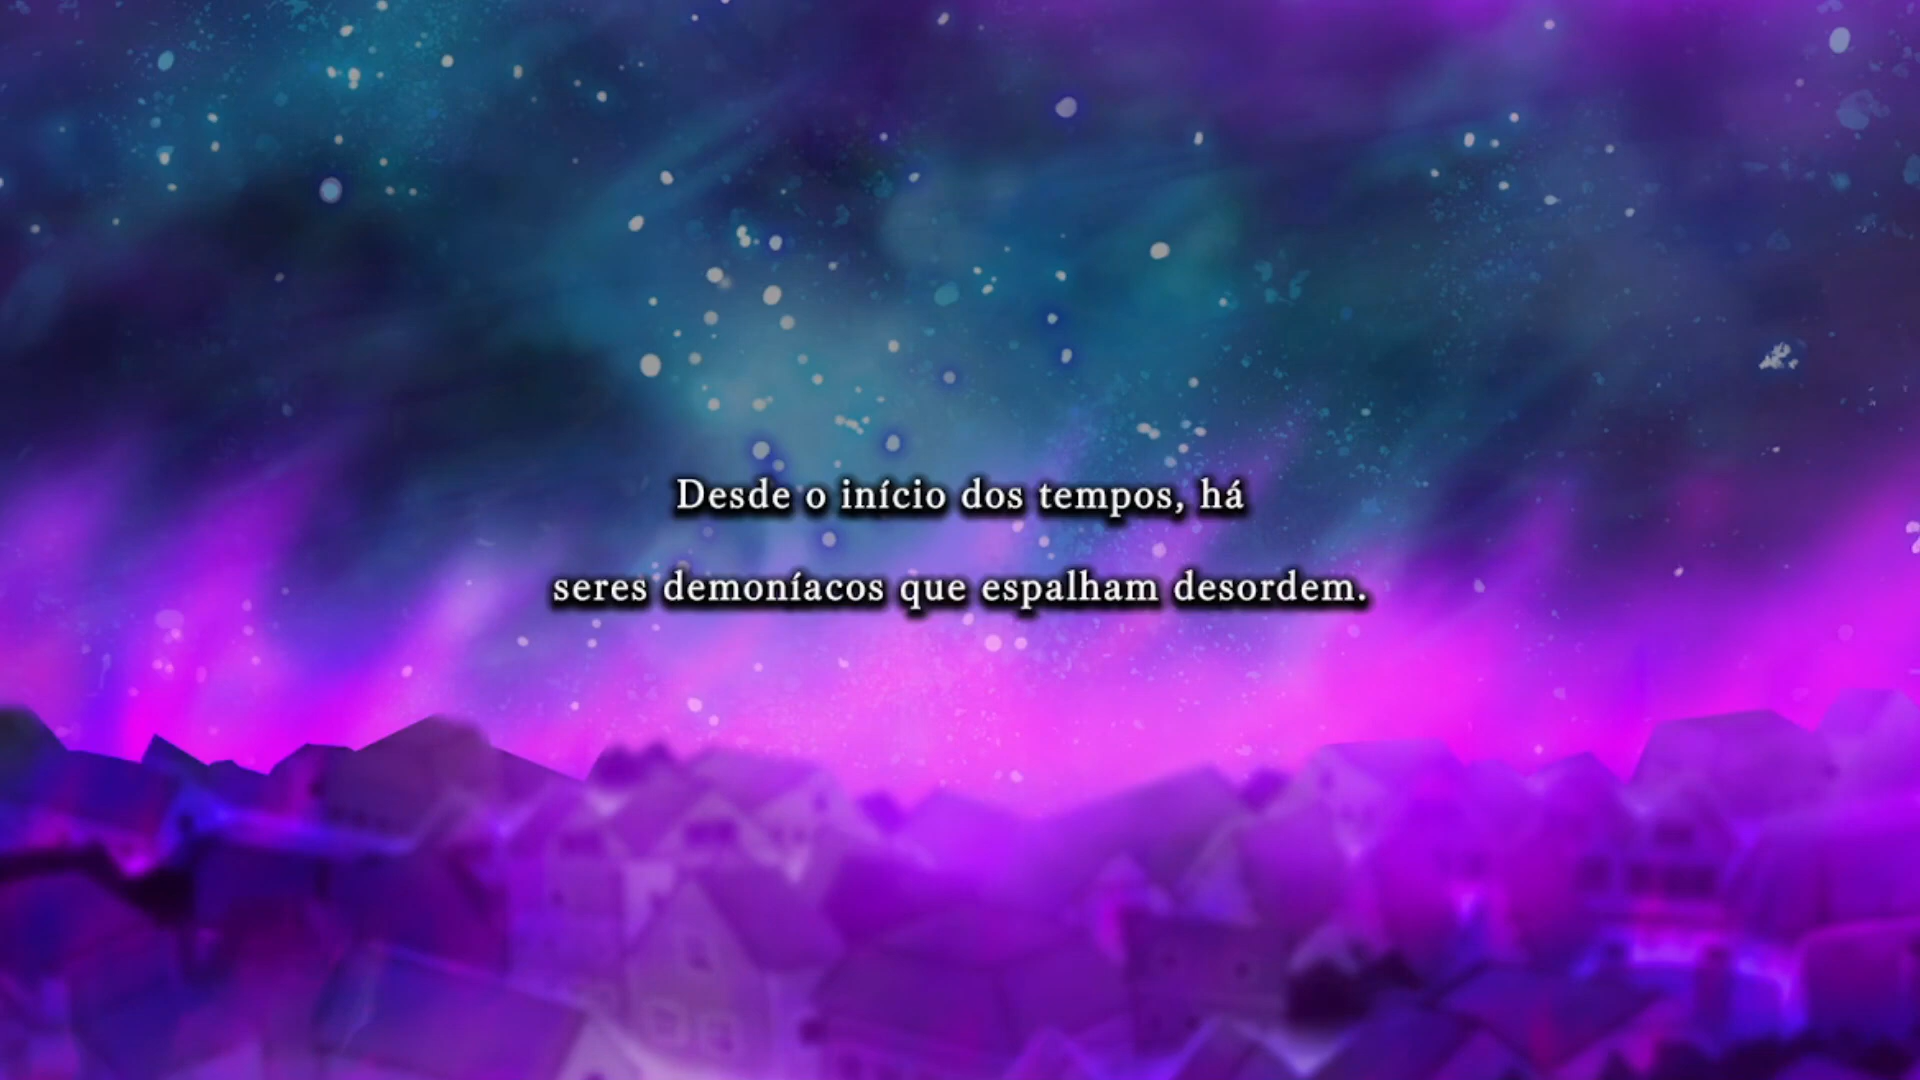 Desde o início dos tempos, há
seres demoníacos que espalham desordem.